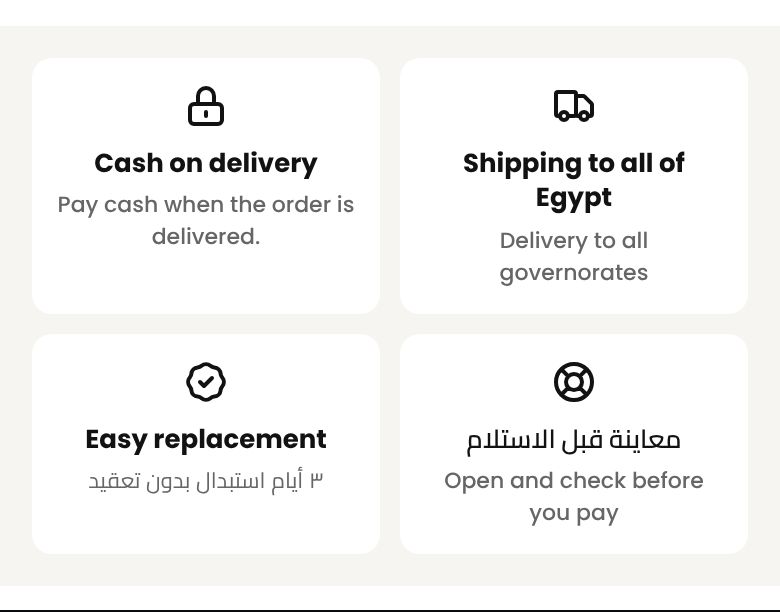 Cash on delivery
Pay cash when the order is
delivered.
Shipping to all of
Egypt
Delivery to all
governorates
Easy replacement
٣ أيام استبدال بدون تعقيد
معاينة قبل الاستلام
Open and check before
you pay